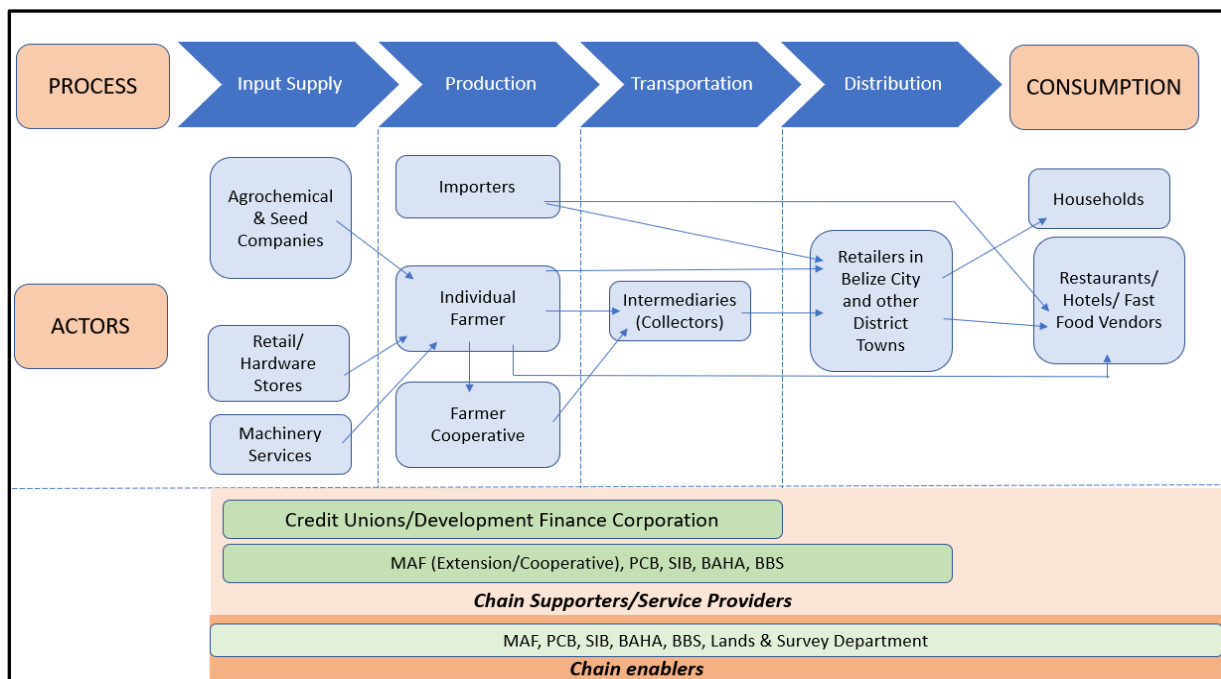 PROCESS
Input Supply
Production
Transportation
Distribution
CONSUMPTION
ACTORS
Agrochemical
& Seed
Companies
Retail/
Hardware
Stores
Machinery
Services
Importers
Individual
Farmer
Farmer
Cooperative
Intermediaries
(Collectors)
Retailers in
Belize City
and other
District
Towns
Households
Restaurants/
Hotels/ Fast
Food Vendors
Credit Unions/Development Finance Corporation
MAF (Extension/Cooperative), PCB, SIB, BAHA, BBS
Chain Supporters/Service Providers
MAF, PCB, SIB, BAHA, BBS, Lands & Survey Department
Chain enablers